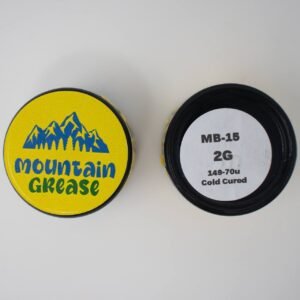 mountain
GREASE
MB-15
2G
149-70u
Cold Cured